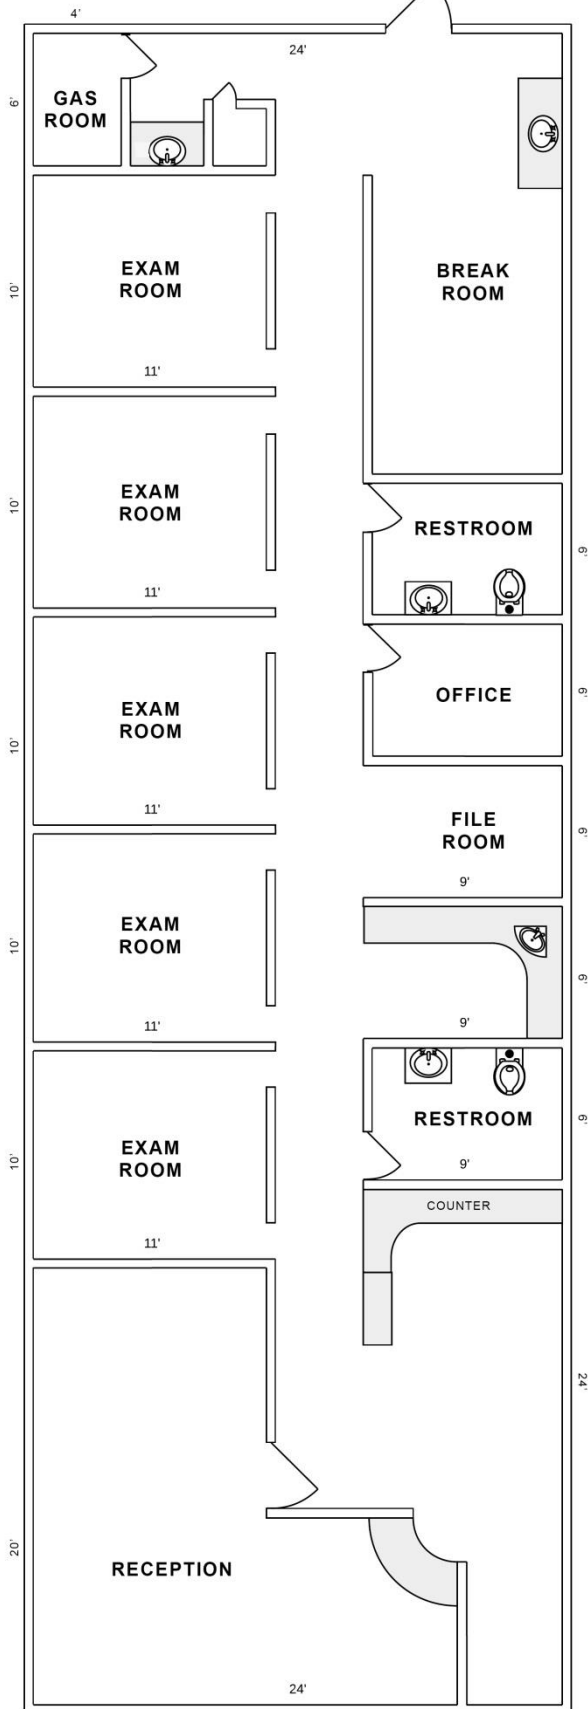 4'
24'
6'
GAS
ROOM
EXAM
ROOM
10'
11'
BREAK
ROOM
EXAM
ROOM
10'
11'
RESTROOM
6'
EXAM
ROOM
10'
11'
OFFICE
9'
FILE
ROOM
6'
9'
EXAM
ROOM
10'
11'
6'
9'
EXAM
ROOM
10'
11'
RESTROOM
6'
9'
COUNTER
24'
20'
RECEPTION
24'